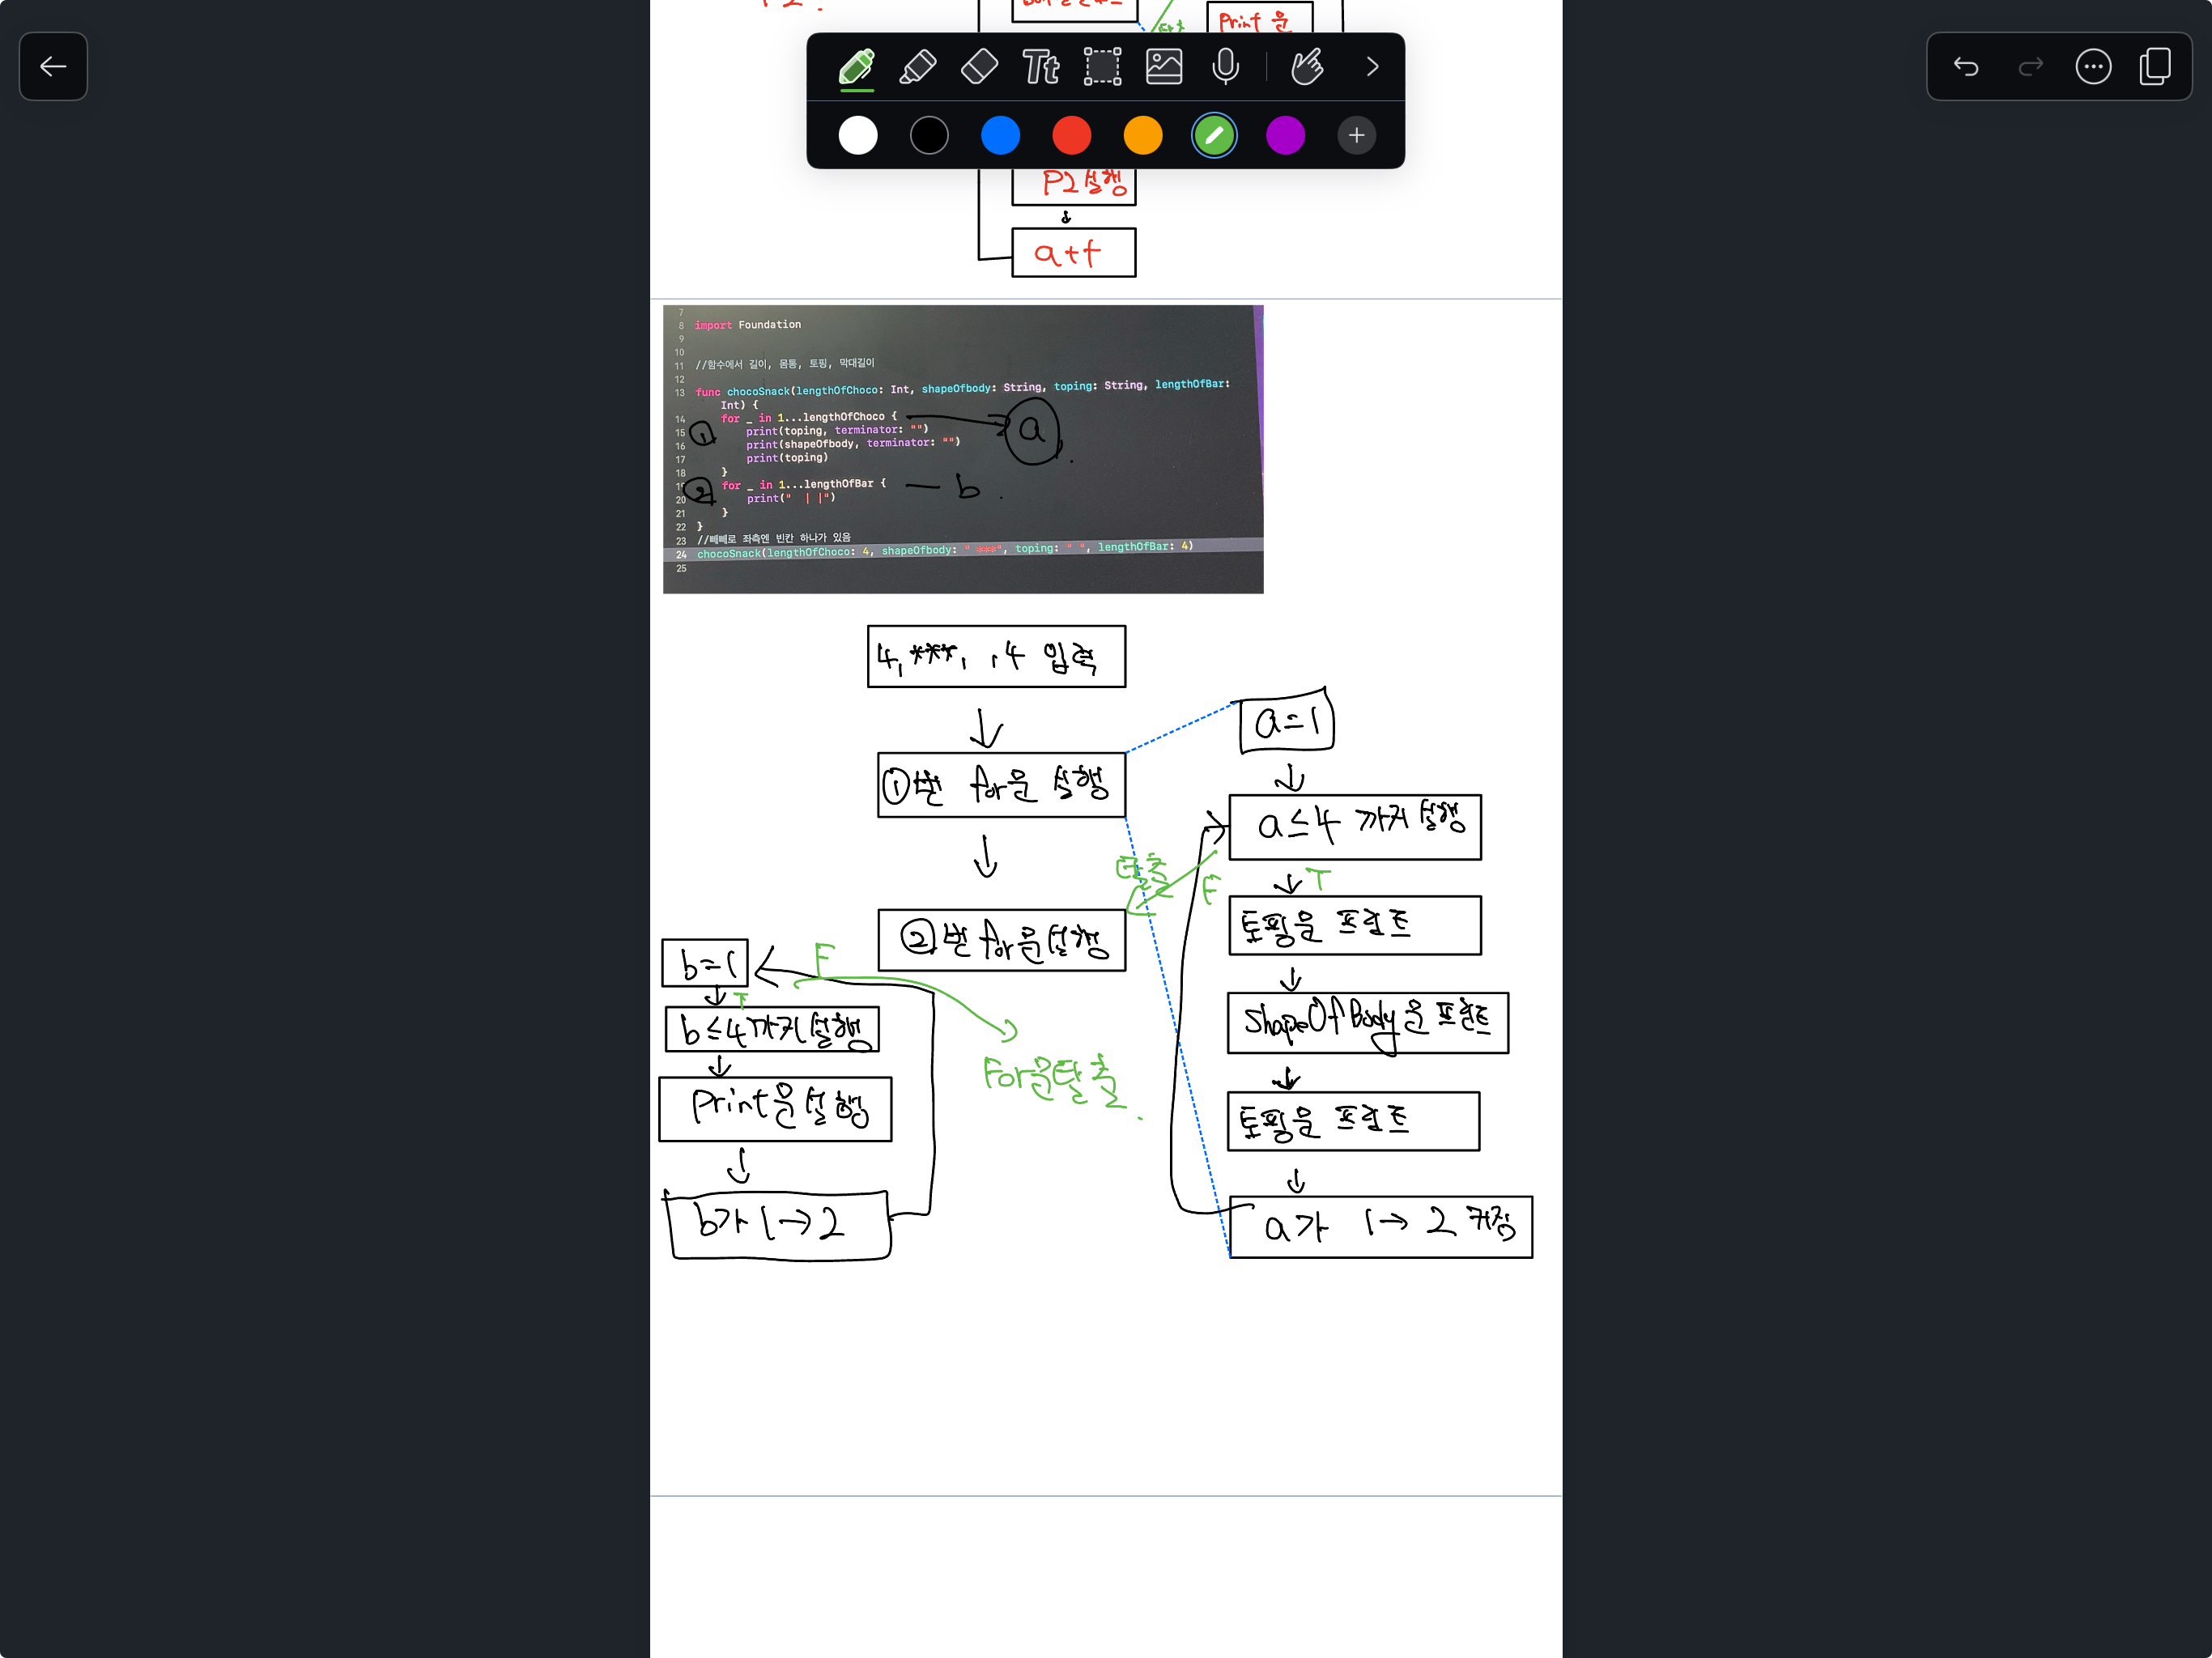 Print 문
Tt
P2실행
a+f
7
8 import Foundation
9
10
11 //함수에서 길이, 몸통, 토핑, 막대길이
12
13 func chocoSnack(lengthOfChoco: Int, shapeOfbody: String, toping: String, lengthOfBar:
Int) {
14 for _ in 1...lengthOfChoco {
15 print(toping, terminator: "")
16 print(shapeOfbody, terminator: "")
17 print(toping)
18 }
19 for _ in 1...lengthOfBar {
20 print("  | |")
21 }
22 }
23 //빼빼로 좌측엔 빈칸 하나가 있음
24 chocoSnack(lengthOfChoco: 4, shapeOfbody: " ***", toping: " ", lengthOfBar: 4)
25
①
a
②
b
4, ***, , 4 입력
①번 for문 실행
②번 for문실행
a=1
a≤4 까지 실행
탈출
F
T
토핑을 프린트
ShapeOfBody을 프린트
토핑을 프린트
a가 1→2 커짐
b=1
F
T
b≤4까지실행
Print문실행
b가 1→2
For문탈출.